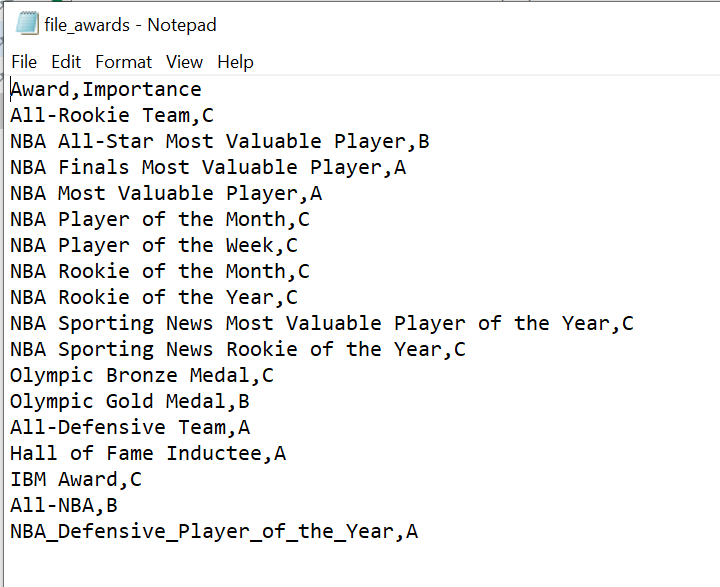 file_awards - Notepad
File Edit Format View Help
Award,Importance
All-Rookie Team,C
NBA All-Star Most Valuable Player,B
NBA Finals Most Valuable Player,A
NBA Most Valuable Player,A
NBA Player of the Month,C
NBA Player of the Week,C
NBA Rookie of the Month,C
NBA Rookie of the Year,C
NBA Sporting News Most Valuable Player of the Year,C
NBA Sporting News Rookie of the Year,C
Olympic Bronze Medal,C
Olympic Gold Medal,B
All-Defensive Team,A
Hall of Fame Inductee,A
IBM Award,C
All-NBA,B
NBA_Defensive_Player_of_the_Year,A